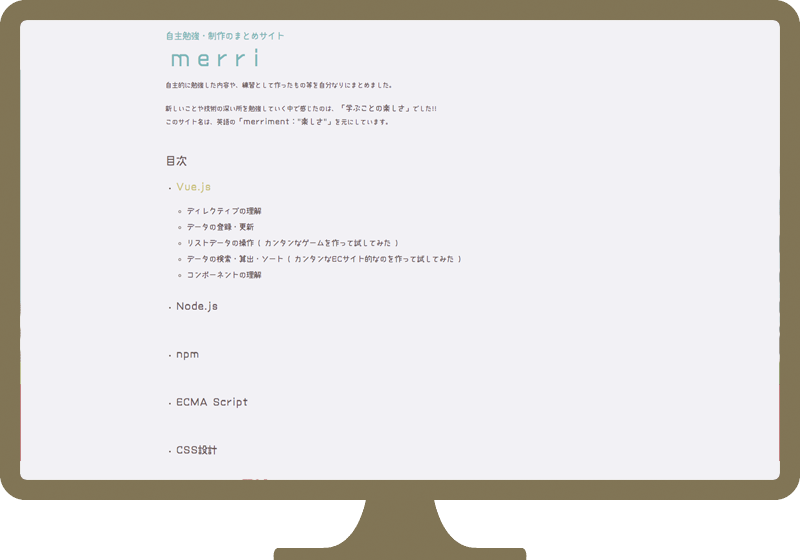 自主勉強・制作のまとめサイト
merri
自主的に勉強した内容や、練習として作ったもの等を自分なりにまとめました。
新しいことや技術の深い所を勉強していく中で感じたのは、「学ぶことの楽しさ」でした!!
このサイト名は、英語の「merriment："楽しさ"」を元にしています。
目次
・Vue.js
○ ディレクティブの理解
○ データの登録・更新
○ リストデータの操作 ( カンタンなゲームを作って試してみた )
○ データの検索・算出・ソート ( カンタンなECサイト的なのを作って試してみた )
○ コンポーネントの理解
・Node.js
・npm
・ECMA Script
・CSS設計